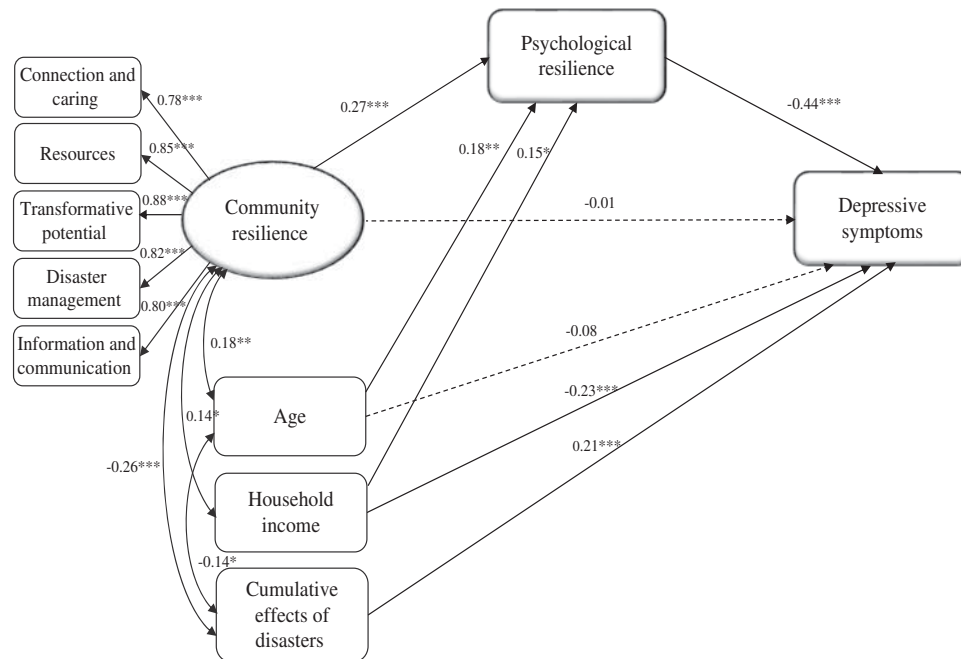 Psychological
resilience
Connection and
caring
0.78***
0.27***
-0.44***
Resources
0.85***
0.18**
0.15*
Transformative
potential
0.88***
Community
resilience
-0.01
Depressive
symptoms
Disaster
management
0.82***
Information and
communication
0.80***
0.18**
-0.08
Age
0.14*
-0.23***
0.21***
-0.26***
Household
income
-0.14*
Cumulative
effects of
disasters